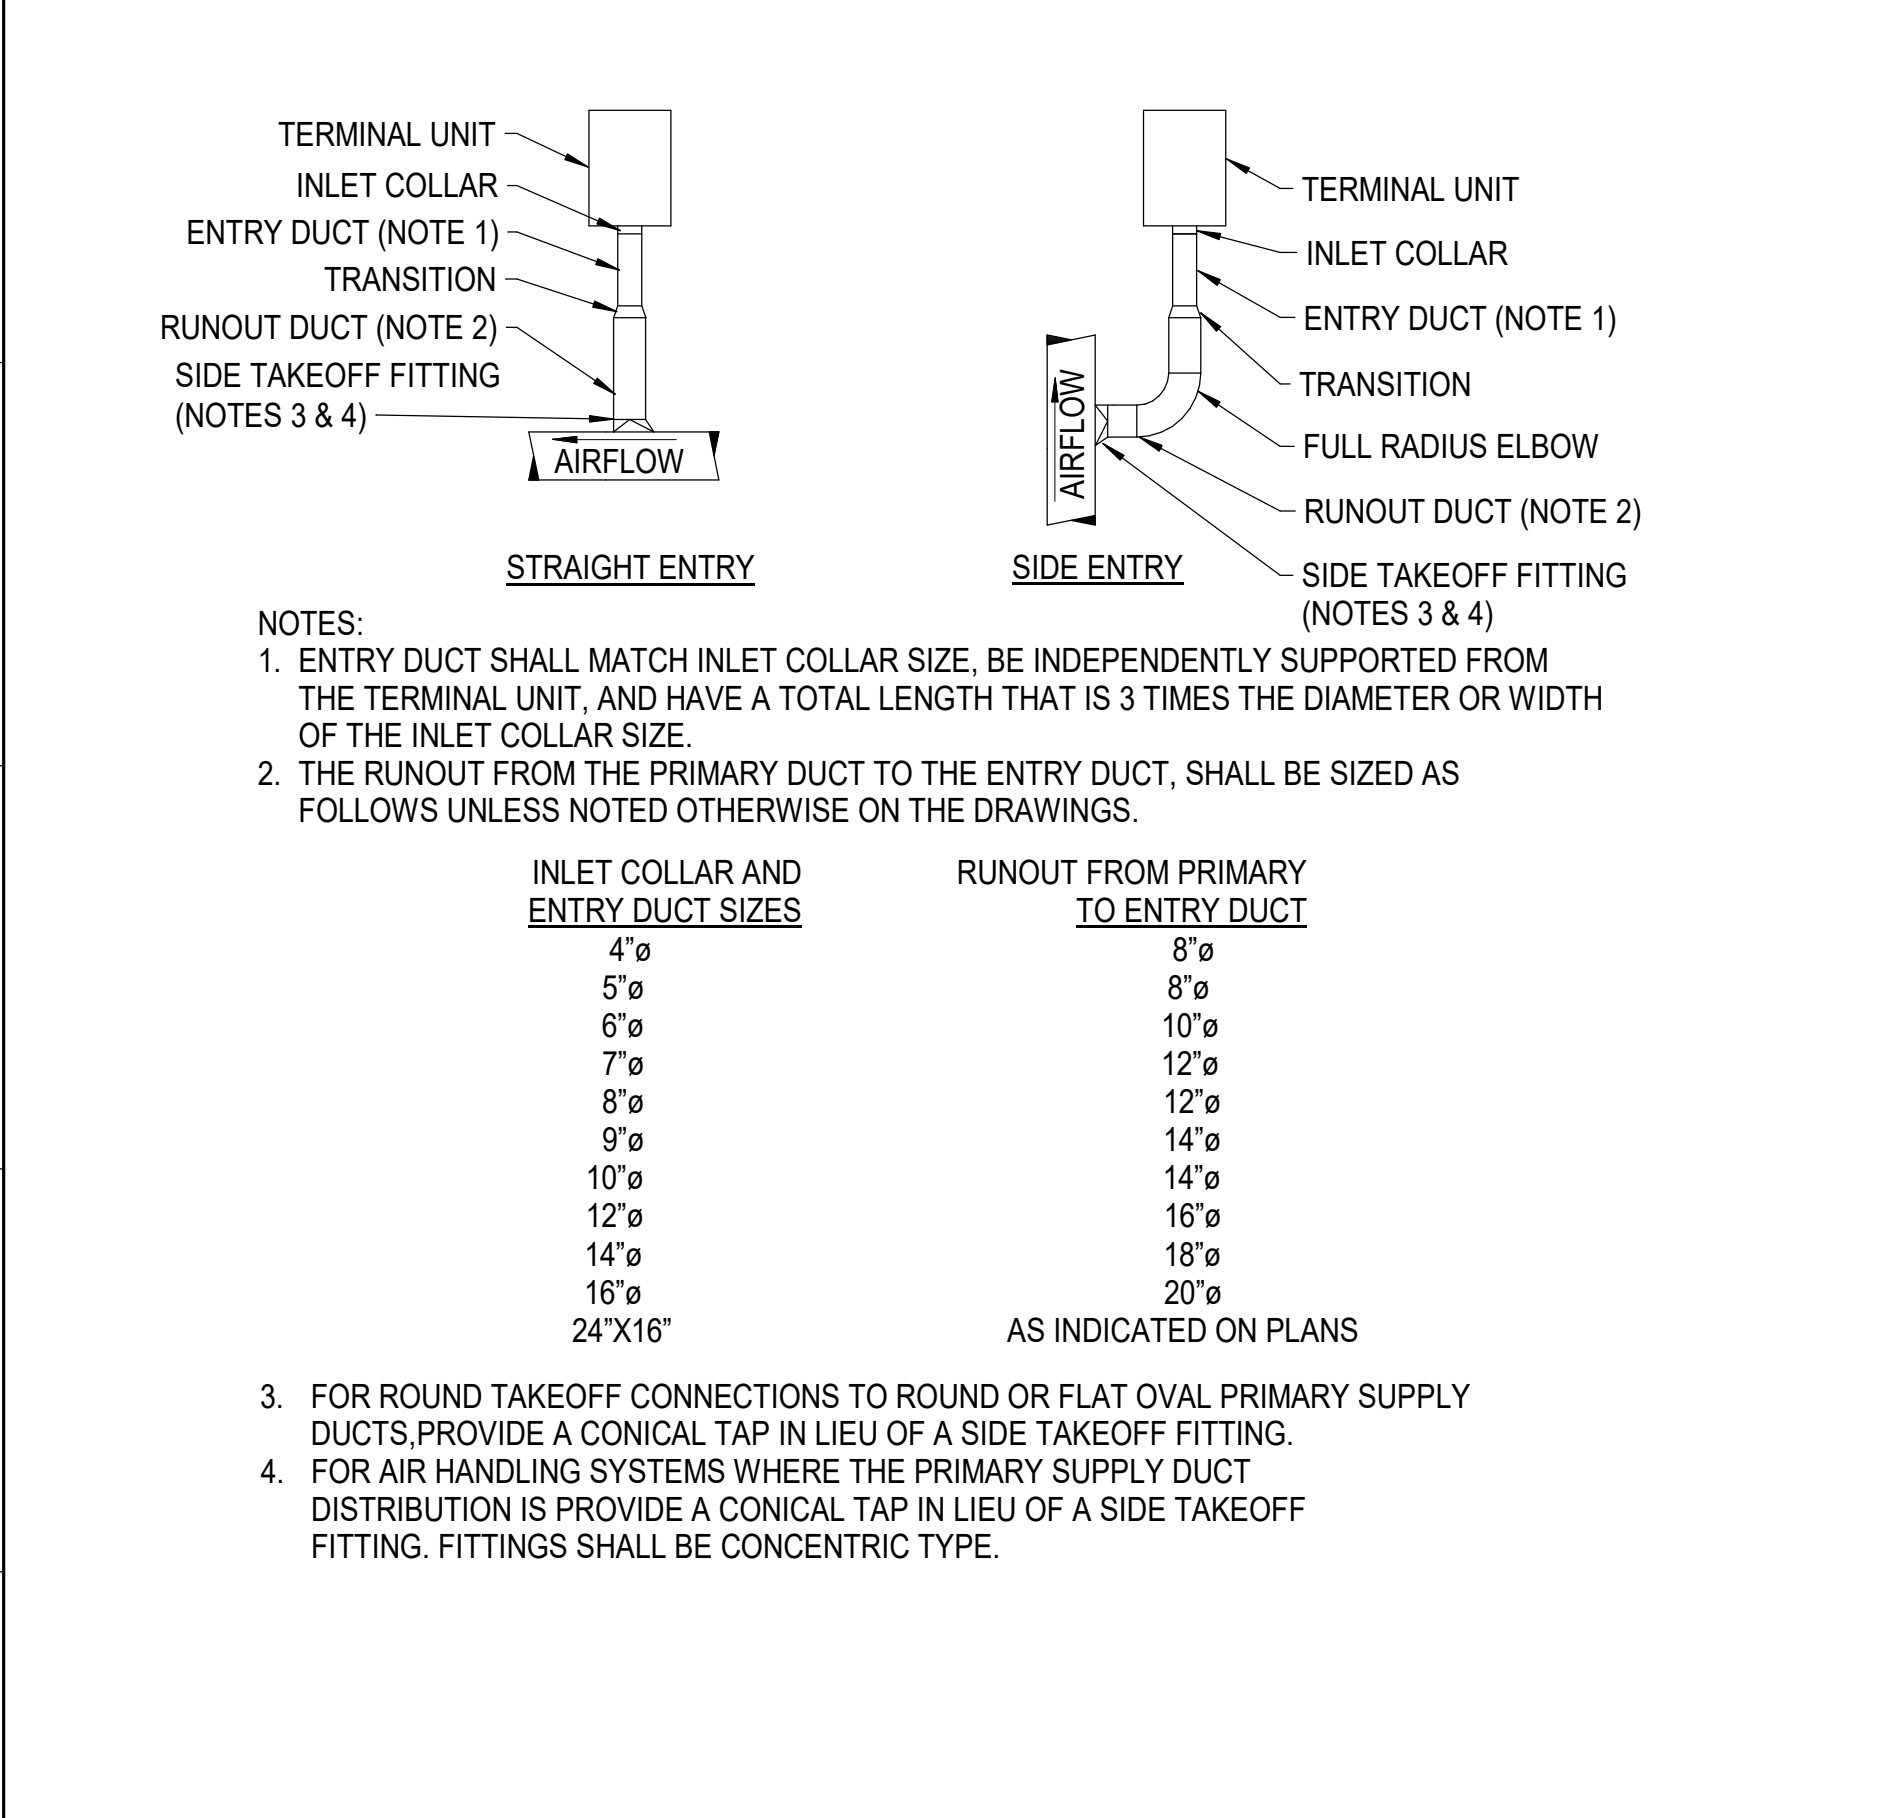 TERMINAL UNIT
INLET COLLAR
ENTRY DUCT (NOTE 1)
TRANSITION
RUNOUT DUCT (NOTE 2)
SIDE TAKEOFF FITTING
(NOTES 3 & 4)
AIRFLOW
STRAIGHT ENTRY
TERMINAL UNIT
INLET COLLAR
ENTRY DUCT (NOTE 1)
TRANSITION
FULL RADIUS ELBOW
RUNOUT DUCT (NOTE 2)
SIDE TAKEOFF FITTING
(NOTES 3 & 4)
AIRFLOW
SIDE ENTRY
NOTES:
1. ENTRY DUCT SHALL MATCH INLET COLLAR SIZE, BE INDEPENDENTLY SUPPORTED FROM
THE TERMINAL UNIT, AND HAVE A TOTAL LENGTH THAT IS 3 TIMES THE DIAMETER OR WIDTH
OF THE INLET COLLAR SIZE.
2. THE RUNOUT FROM THE PRIMARY DUCT TO THE ENTRY DUCT, SHALL BE SIZED AS
FOLLOWS UNLESS NOTED OTHERWISE ON THE DRAWINGS.
INLET COLLAR AND RUNOUT FROM PRIMARY
ENTRY DUCT SIZES TO ENTRY DUCT
4”ø 8”ø
5”ø 8”ø
6”ø 10”ø
7”ø 12”ø
8”ø 12”ø
9”ø 14”ø
10”ø 14”ø
12”ø 16”ø
14”ø 18”ø
16”ø 20”ø
24”X16” AS INDICATED ON PLANS
3. FOR ROUND TAKEOFF CONNECTIONS TO ROUND OR FLAT OVAL PRIMARY SUPPLY
DUCTS,PROVIDE A CONICAL TAP IN LIEU OF A SIDE TAKEOFF FITTING.
4. FOR AIR HANDLING SYSTEMS WHERE THE PRIMARY SUPPLY DUCT
DISTRIBUTION IS PROVIDE A CONICAL TAP IN LIEU OF A SIDE TAKEOFF
FITTING. FITTINGS SHALL BE CONCENTRIC TYPE.